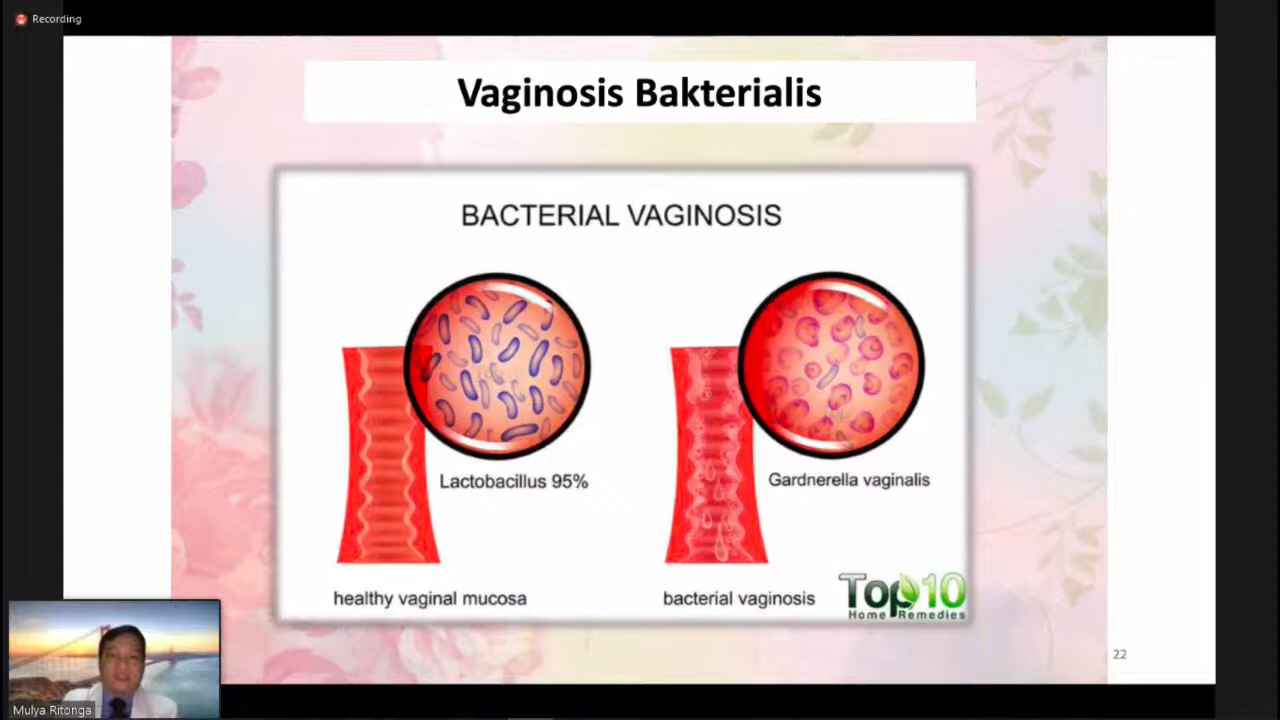 Recording
Vaginosis Bakterialis
BACTERIAL VAGINOSIS
Lactobacillus 95%
Gardnerella vaginalis
healthy vaginal mucosa
bacterial vaginosis
Top10
Home Remedies
22
Mulya Ritonga